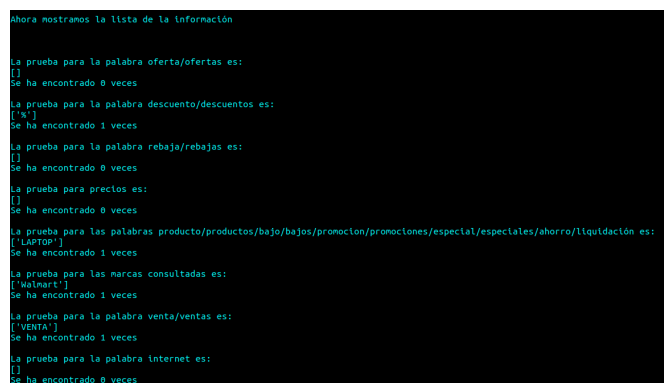 Ahora mostramos la lista de la información
La prueba para la palabra oferta/ofertas es:
[]
Se ha encontrado 0 veces
La prueba para la palabra descuento/descuentos es:
['%']
Se ha encontrado 1 veces
La prueba para la palabra rebaja/rebajas es:
[]
Se ha encontrado 0 veces
La prueba para precios es:
[]
Se ha encontrado 0 veces
La prueba para las palabras producto/productos/bajo/bajos/promocion/promociones/especial/especiales/ahorro/liquidación es:
['LAPTOP']
Se ha encontrado 1 veces
La prueba para las marcas consultadas es:
['Walmart']
Se ha encontrado 1 veces
La prueba para la palabra venta/ventas es:
['VENTA']
Se ha encontrado 1 veces
La prueba para la palabra internet es:
[]
Se ha encontrado 0 veces